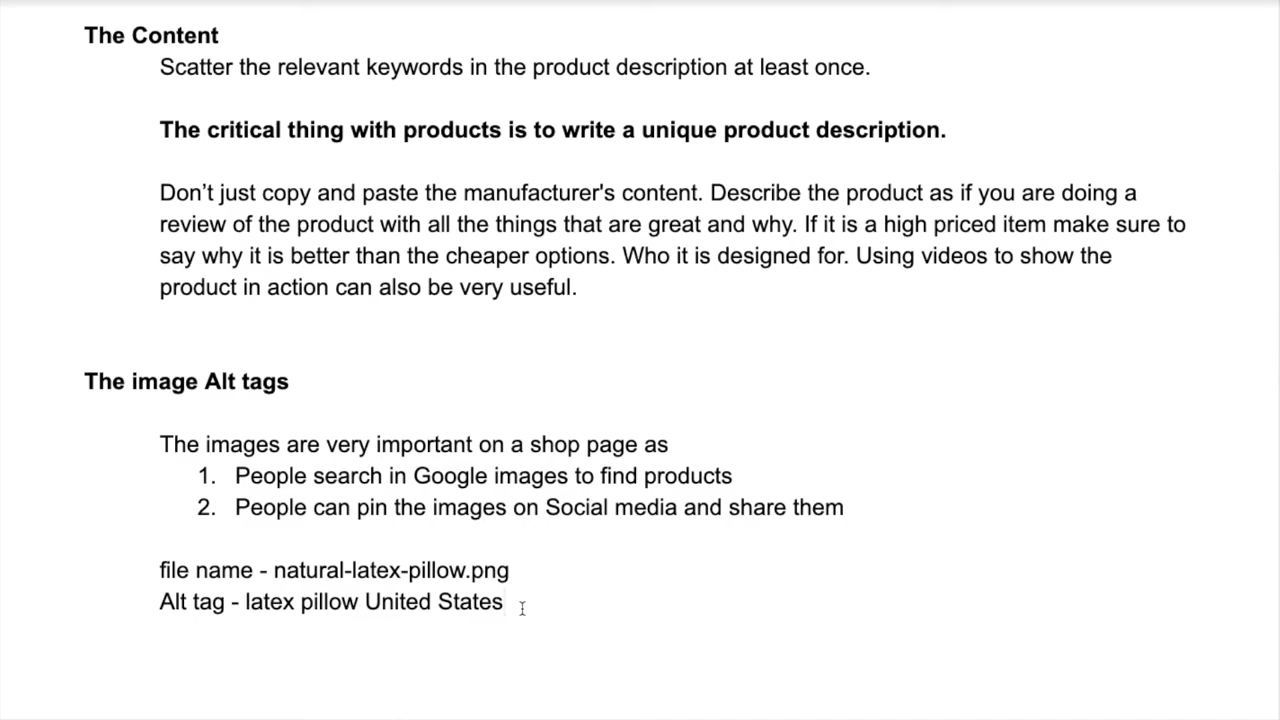 The Content
Scatter the relevant keywords in the product description at least once.
The critical thing with products is to write a unique product description.
Don’t just copy and paste the manufacturer's content. Describe the product as if you are doing a
review of the product with all the things that are great and why. If it is a high priced item make sure to
say why it is better than the cheaper options. Who it is designed for. Using videos to show the
product in action can also be very useful.
The image Alt tags
The images are very important on a shop page as
1. People search in Google images to find products
2. People can pin the images on Social media and share them
file name - natural-latex-pillow.png
Alt tag - latex pillow United States